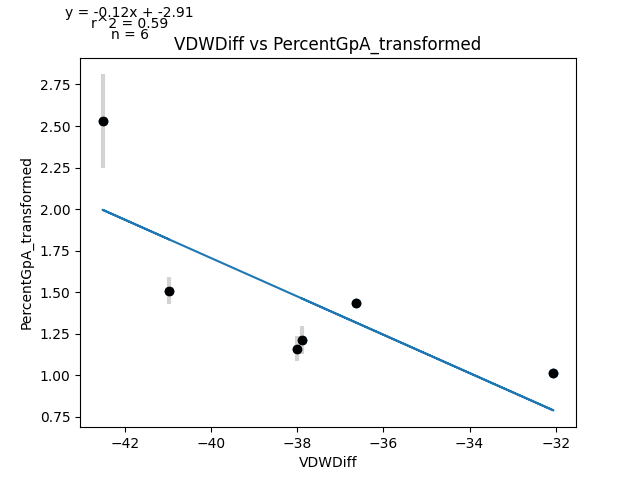 y = -0.12x + -2.91
r^2 = 0.59
n = 6
VDWDiff vs PercentGpA_transformed
PercentGpA_transformed
2.75
2.50
2.25
2.00
1.75
1.50
1.25
1.00
0.75
−42
−40
−38
−36
−34
−32
VDWDiff